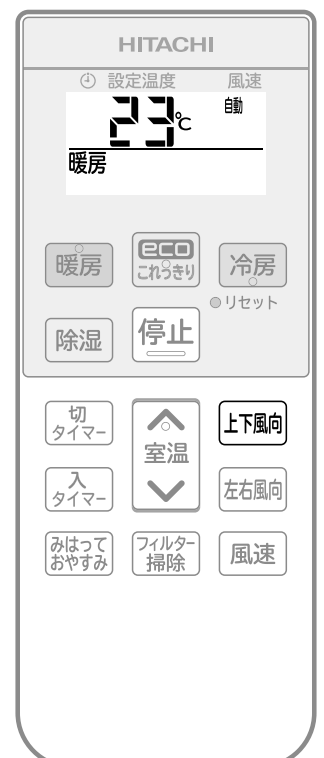 HITACHI
設定温度 風速
23℃ 自動
暖房
暖房
eco
これっきり
冷房
リセット
除湿
停止
切
タイマー
室温
上下風向
入
タイマー
左右風向
みはって
おやすみ
フィルター
掃除
風速